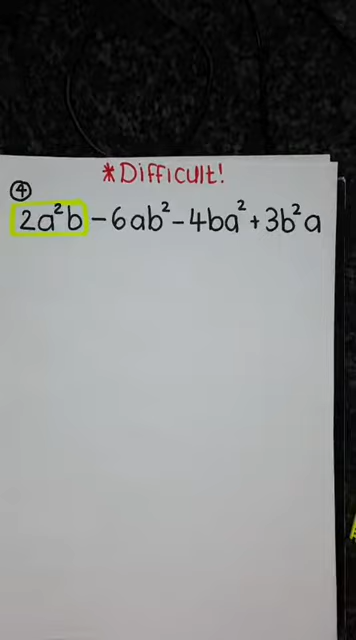 *Difficult!
④
2a²b - 6ab² - 4ba² + 3b²a